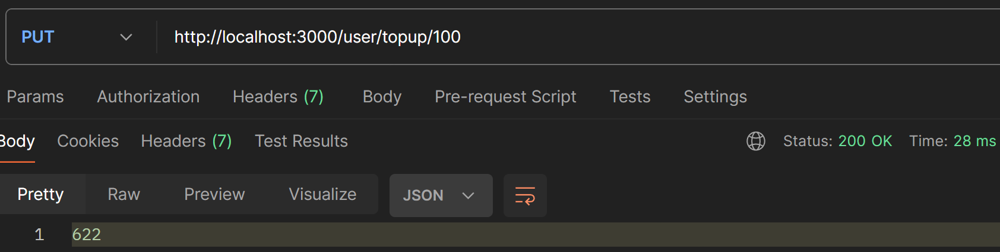 PUT http://localhost:3000/user/topup/100
Params Authorization Headers (7) Body Pre-request Script Tests Settings
Body Cookies Headers (7) Test Results Status: 200 OK Time: 28 ms
Pretty Raw Preview Visualize JSON
1 622